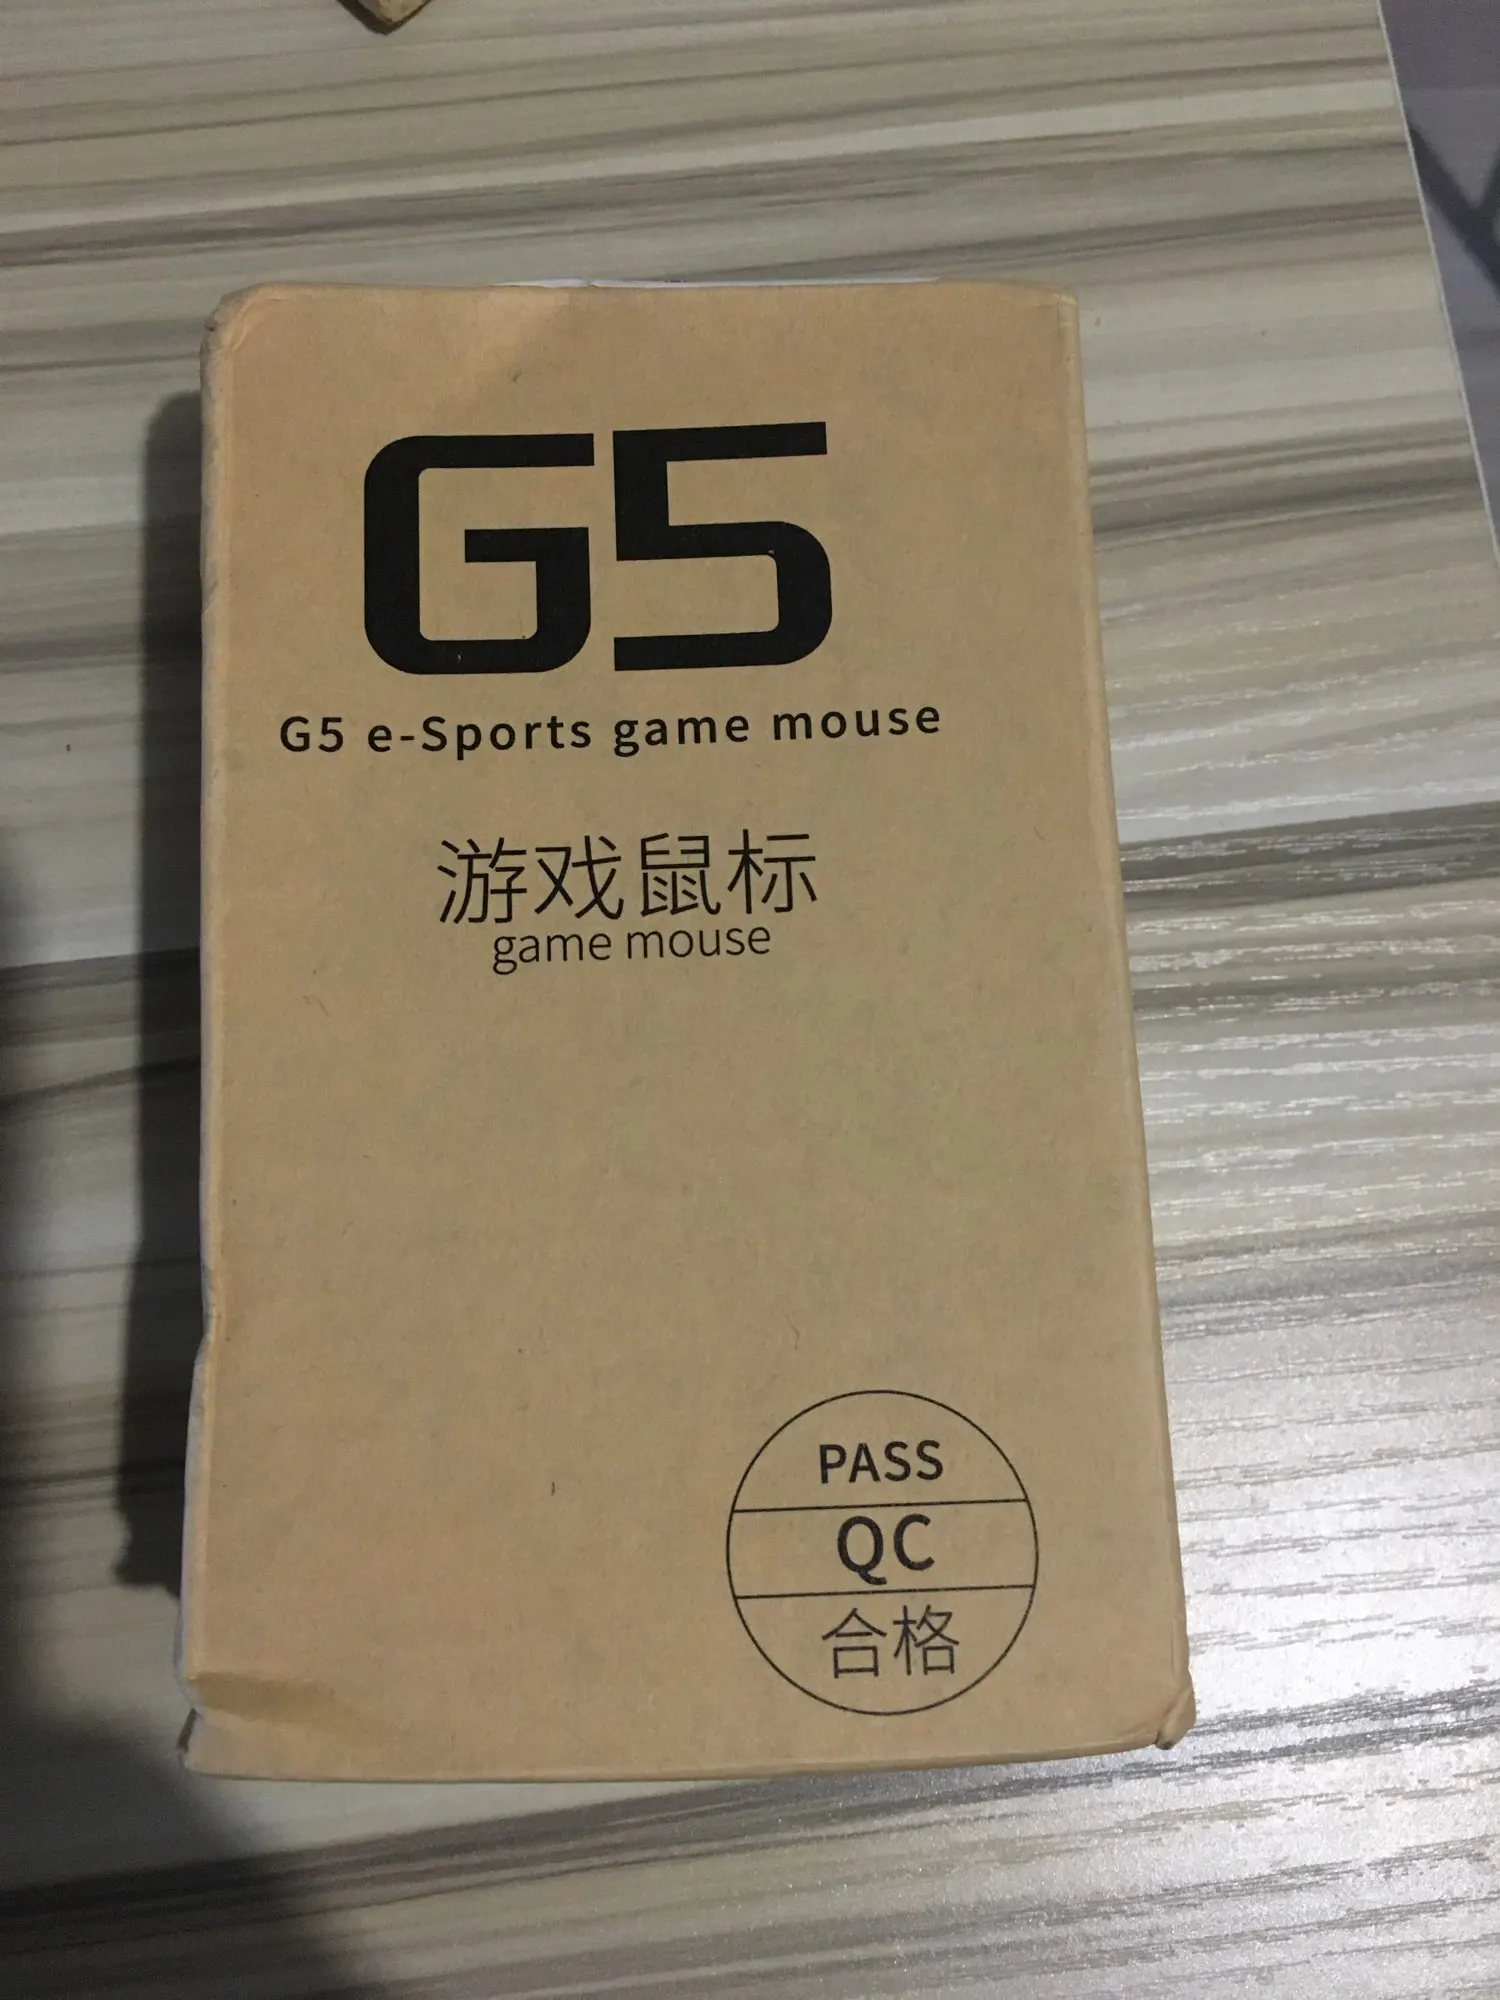 G5
G5 e-Sports game mouse
游戏鼠标
game mouse
PASS
QC
合格